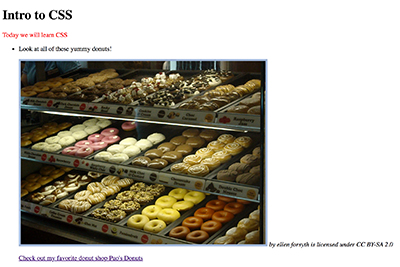 Intro to CSS
Today we will learn CSS
Look at all of these yummy donuts!
by ellen forsyth is licensed under CC BY-SA 2.0
Check out my favorite donut shop Pao's Donuts